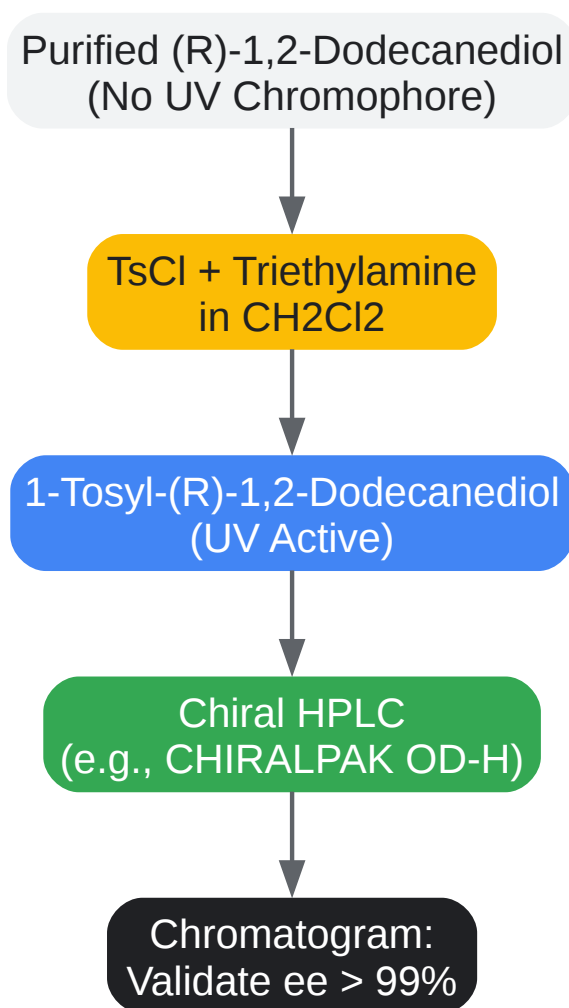 Purified (R)-1,2-Dodecanediol
(No UV Chromophore)
TsCl + Triethylamine
in CH2Cl2
1-Tosyl-(R)-1,2-Dodecanediol
(UV Active)
Chiral HPLC
(e.g., CHIRALPAK OD-H)
Chromatogram:
Validate ee > 99%